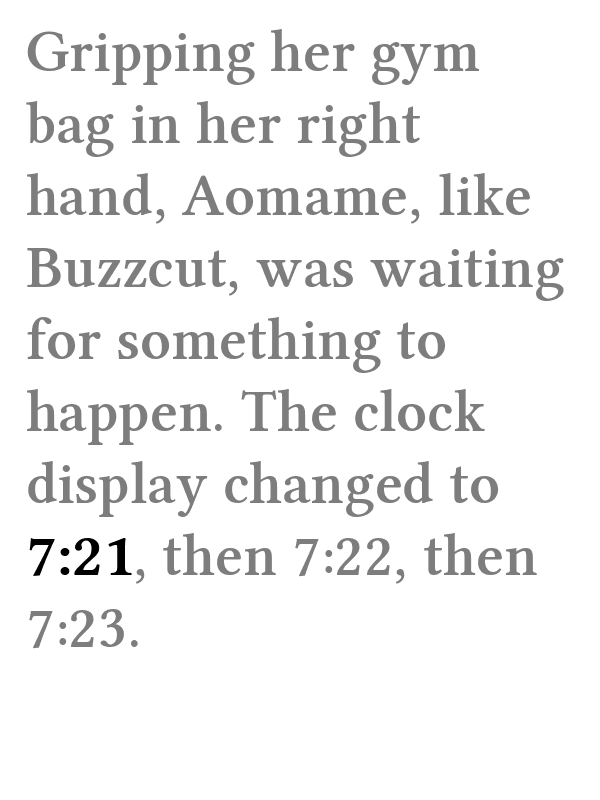 Gripping her gym
bag in her right
hand, Aomame, like
Buzzcut, was waiting
for something to
happen. The clock
display changed to
7:21, then 7:22, then
7:23.